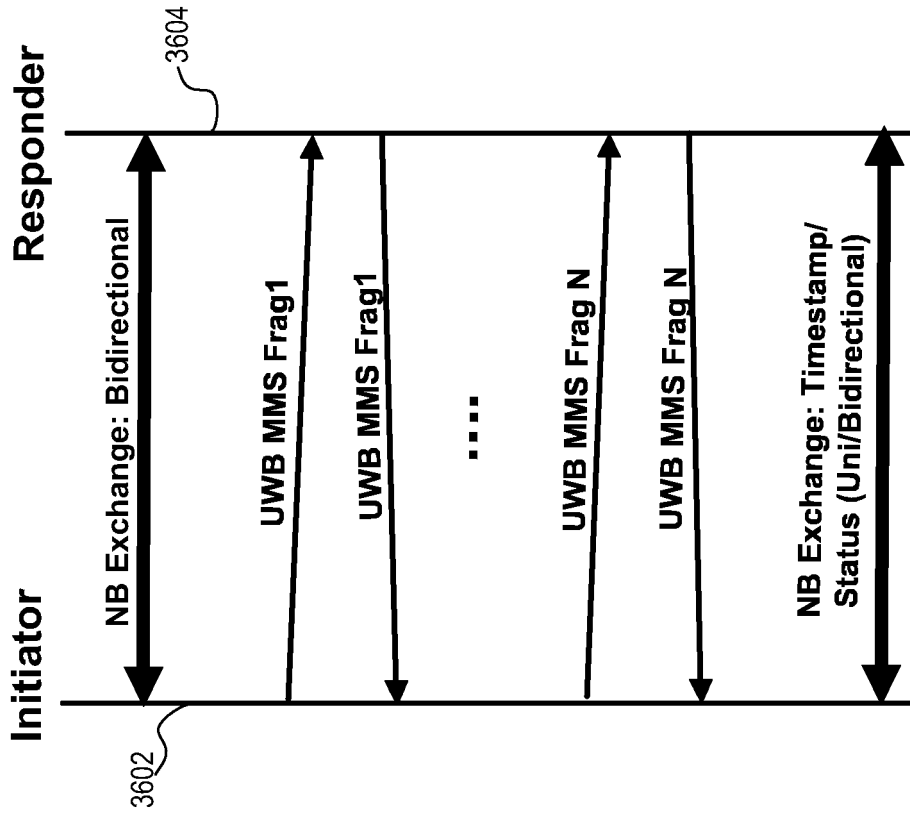 Initiator
Responder
3602
3604
NB Exchange: Bidirectional
UWB MMS Frag1
UWB MMS Frag1
....
UWB MMS Frag N
UWB MMS Frag N
NB Exchange: Timestamp/
Status (Uni/Bidirectional)